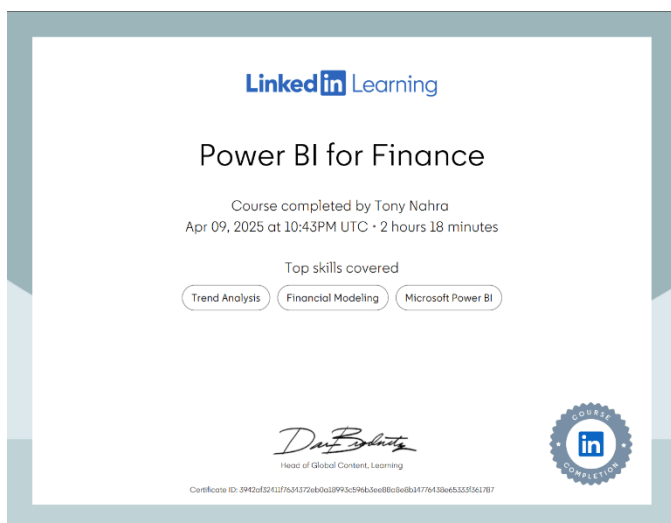 Linked in Learning
Power BI for Finance
Course completed by Tony Nahra
Apr 09, 2025 at 10:43PM UTC • 2 hours 18 minutes
Top skills covered
Trend Analysis Financial Modeling Microsoft Power BI
Head of Global Content, Learning
Certificate ID:
COURSE
in
COMPLETION